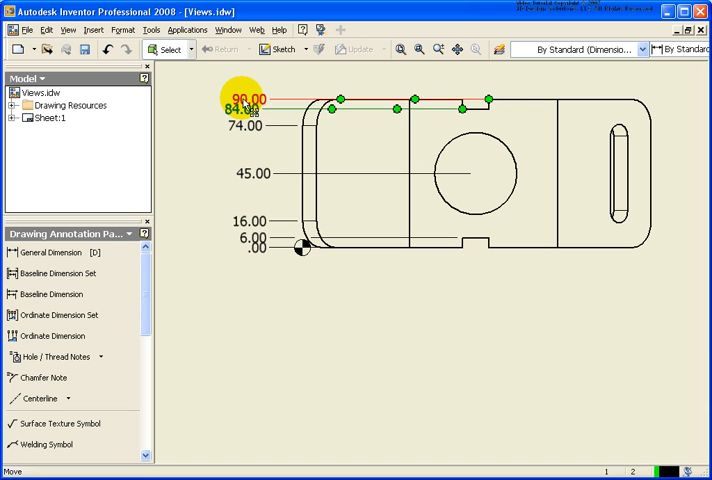 Autodesk Inventor Professional 2008 - [Views.idw]
File Edit View Insert Format Tools Window Web Help
Select Return Sketch Update By Standard (Dimensio... By Standard
Model
Views.idw
Drawing Resources
Sheet:1
Drawing Annotation Pa...
General Dimension [D]
Baseline Dimension Set
Baseline Dimension
Ordinate Dimension Set
Ordinate Dimension
Hole / Thread Notes
Chamfer Note
Centerline
Surface Texture Symbol
Welding Symbol
90.00
74.00
45.00
16.00
6.00
.00
Move 1 2